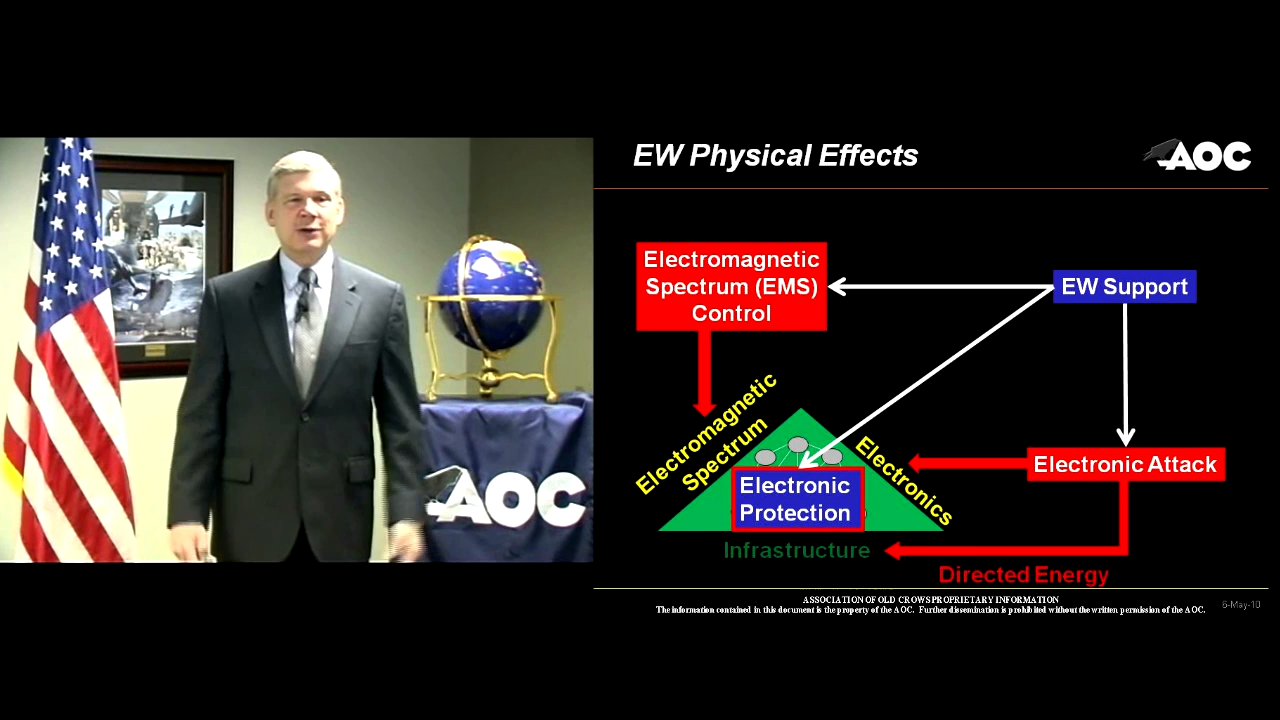 AOC
EW Physical Effects
AOC
Electromagnetic
Spectrum (EMS)
Control
EW Support
Electromagnetic
Spectrum
Electronics
Electronic Attack
Electronic
Protection
Infrastructure
Directed Energy
ASSOCIATION OF OLD CROWS PROPRIETARY INFORMATION
The information contained in this document is the property of the AOC. Further dissemination is prohibited without the written permission of the AOC.
6-May-10